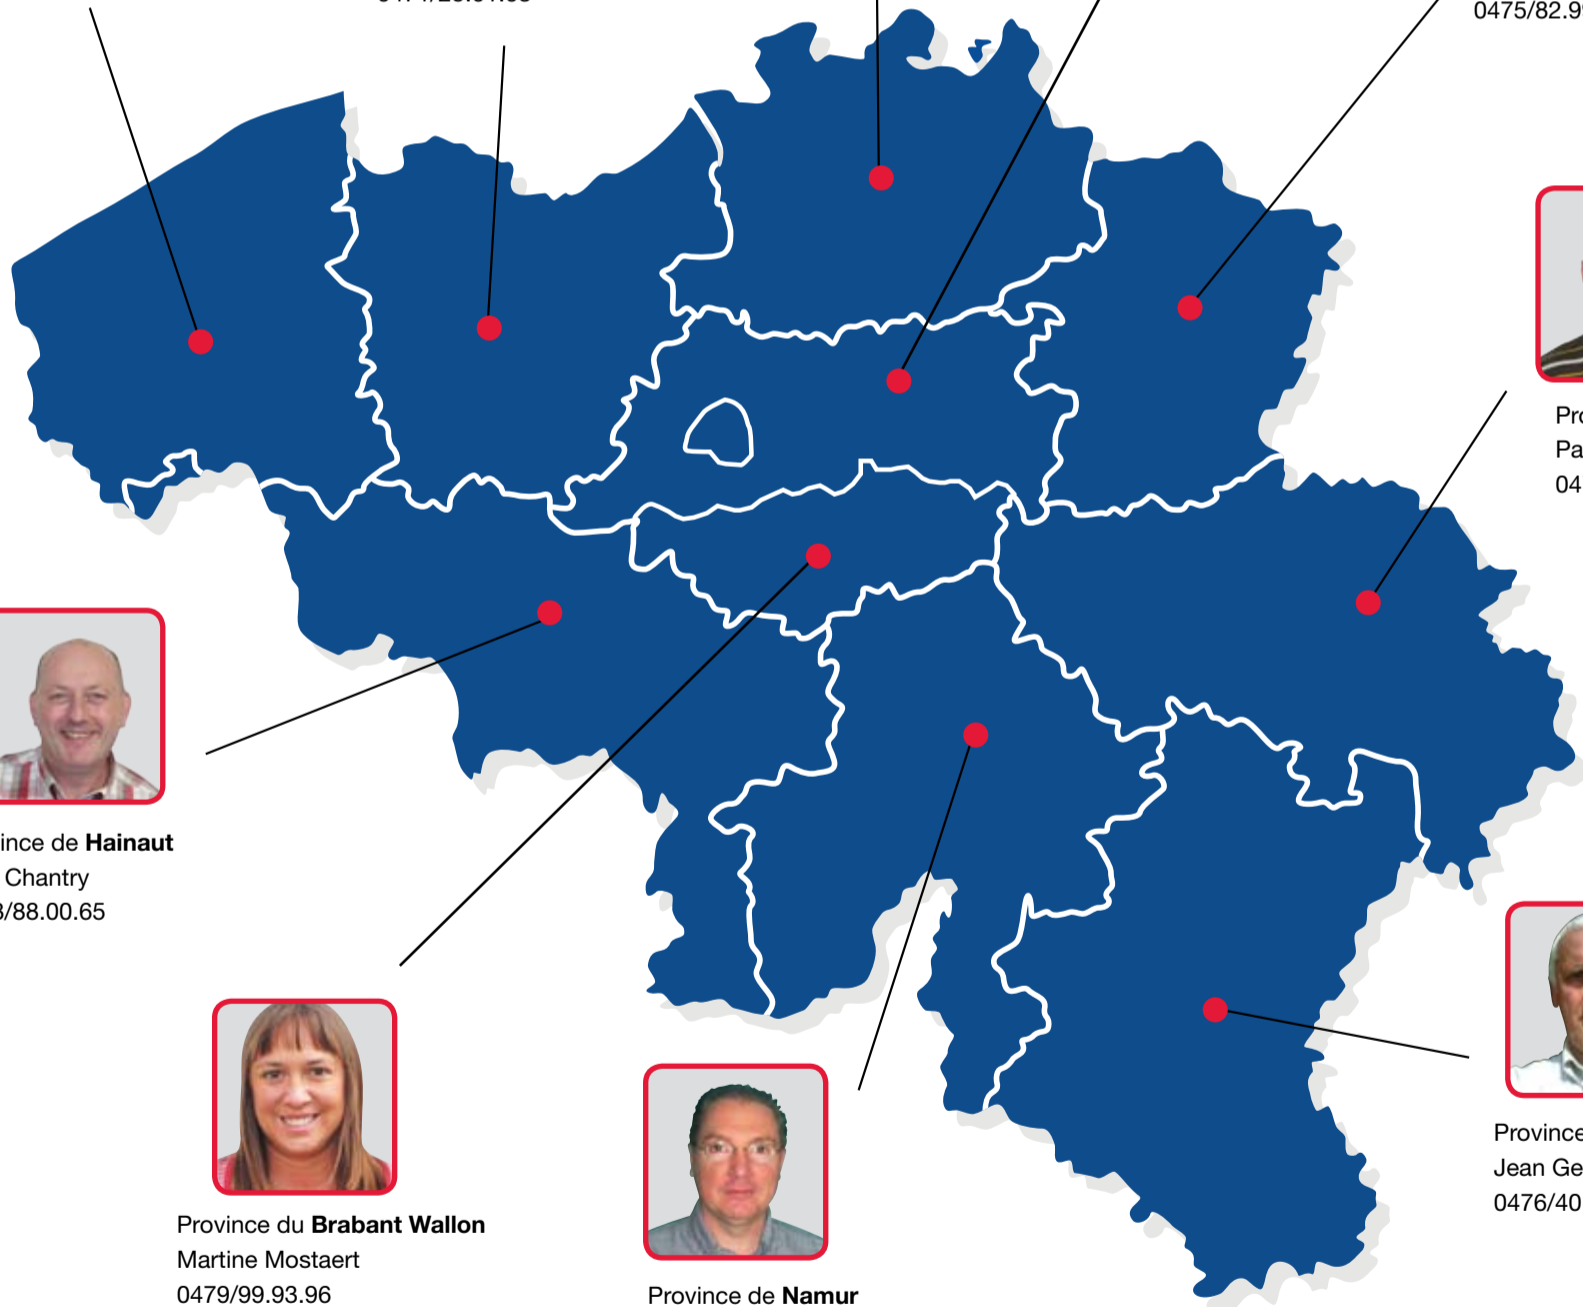 0475/82.9
Pro
Pa
04
ince de Hainaut
Chantry
/88.00.65
Province du Brabant Wallon
Martine Mostaert
0479/99.93.96
Province de Namur
Province
Jean Ge
0476/40